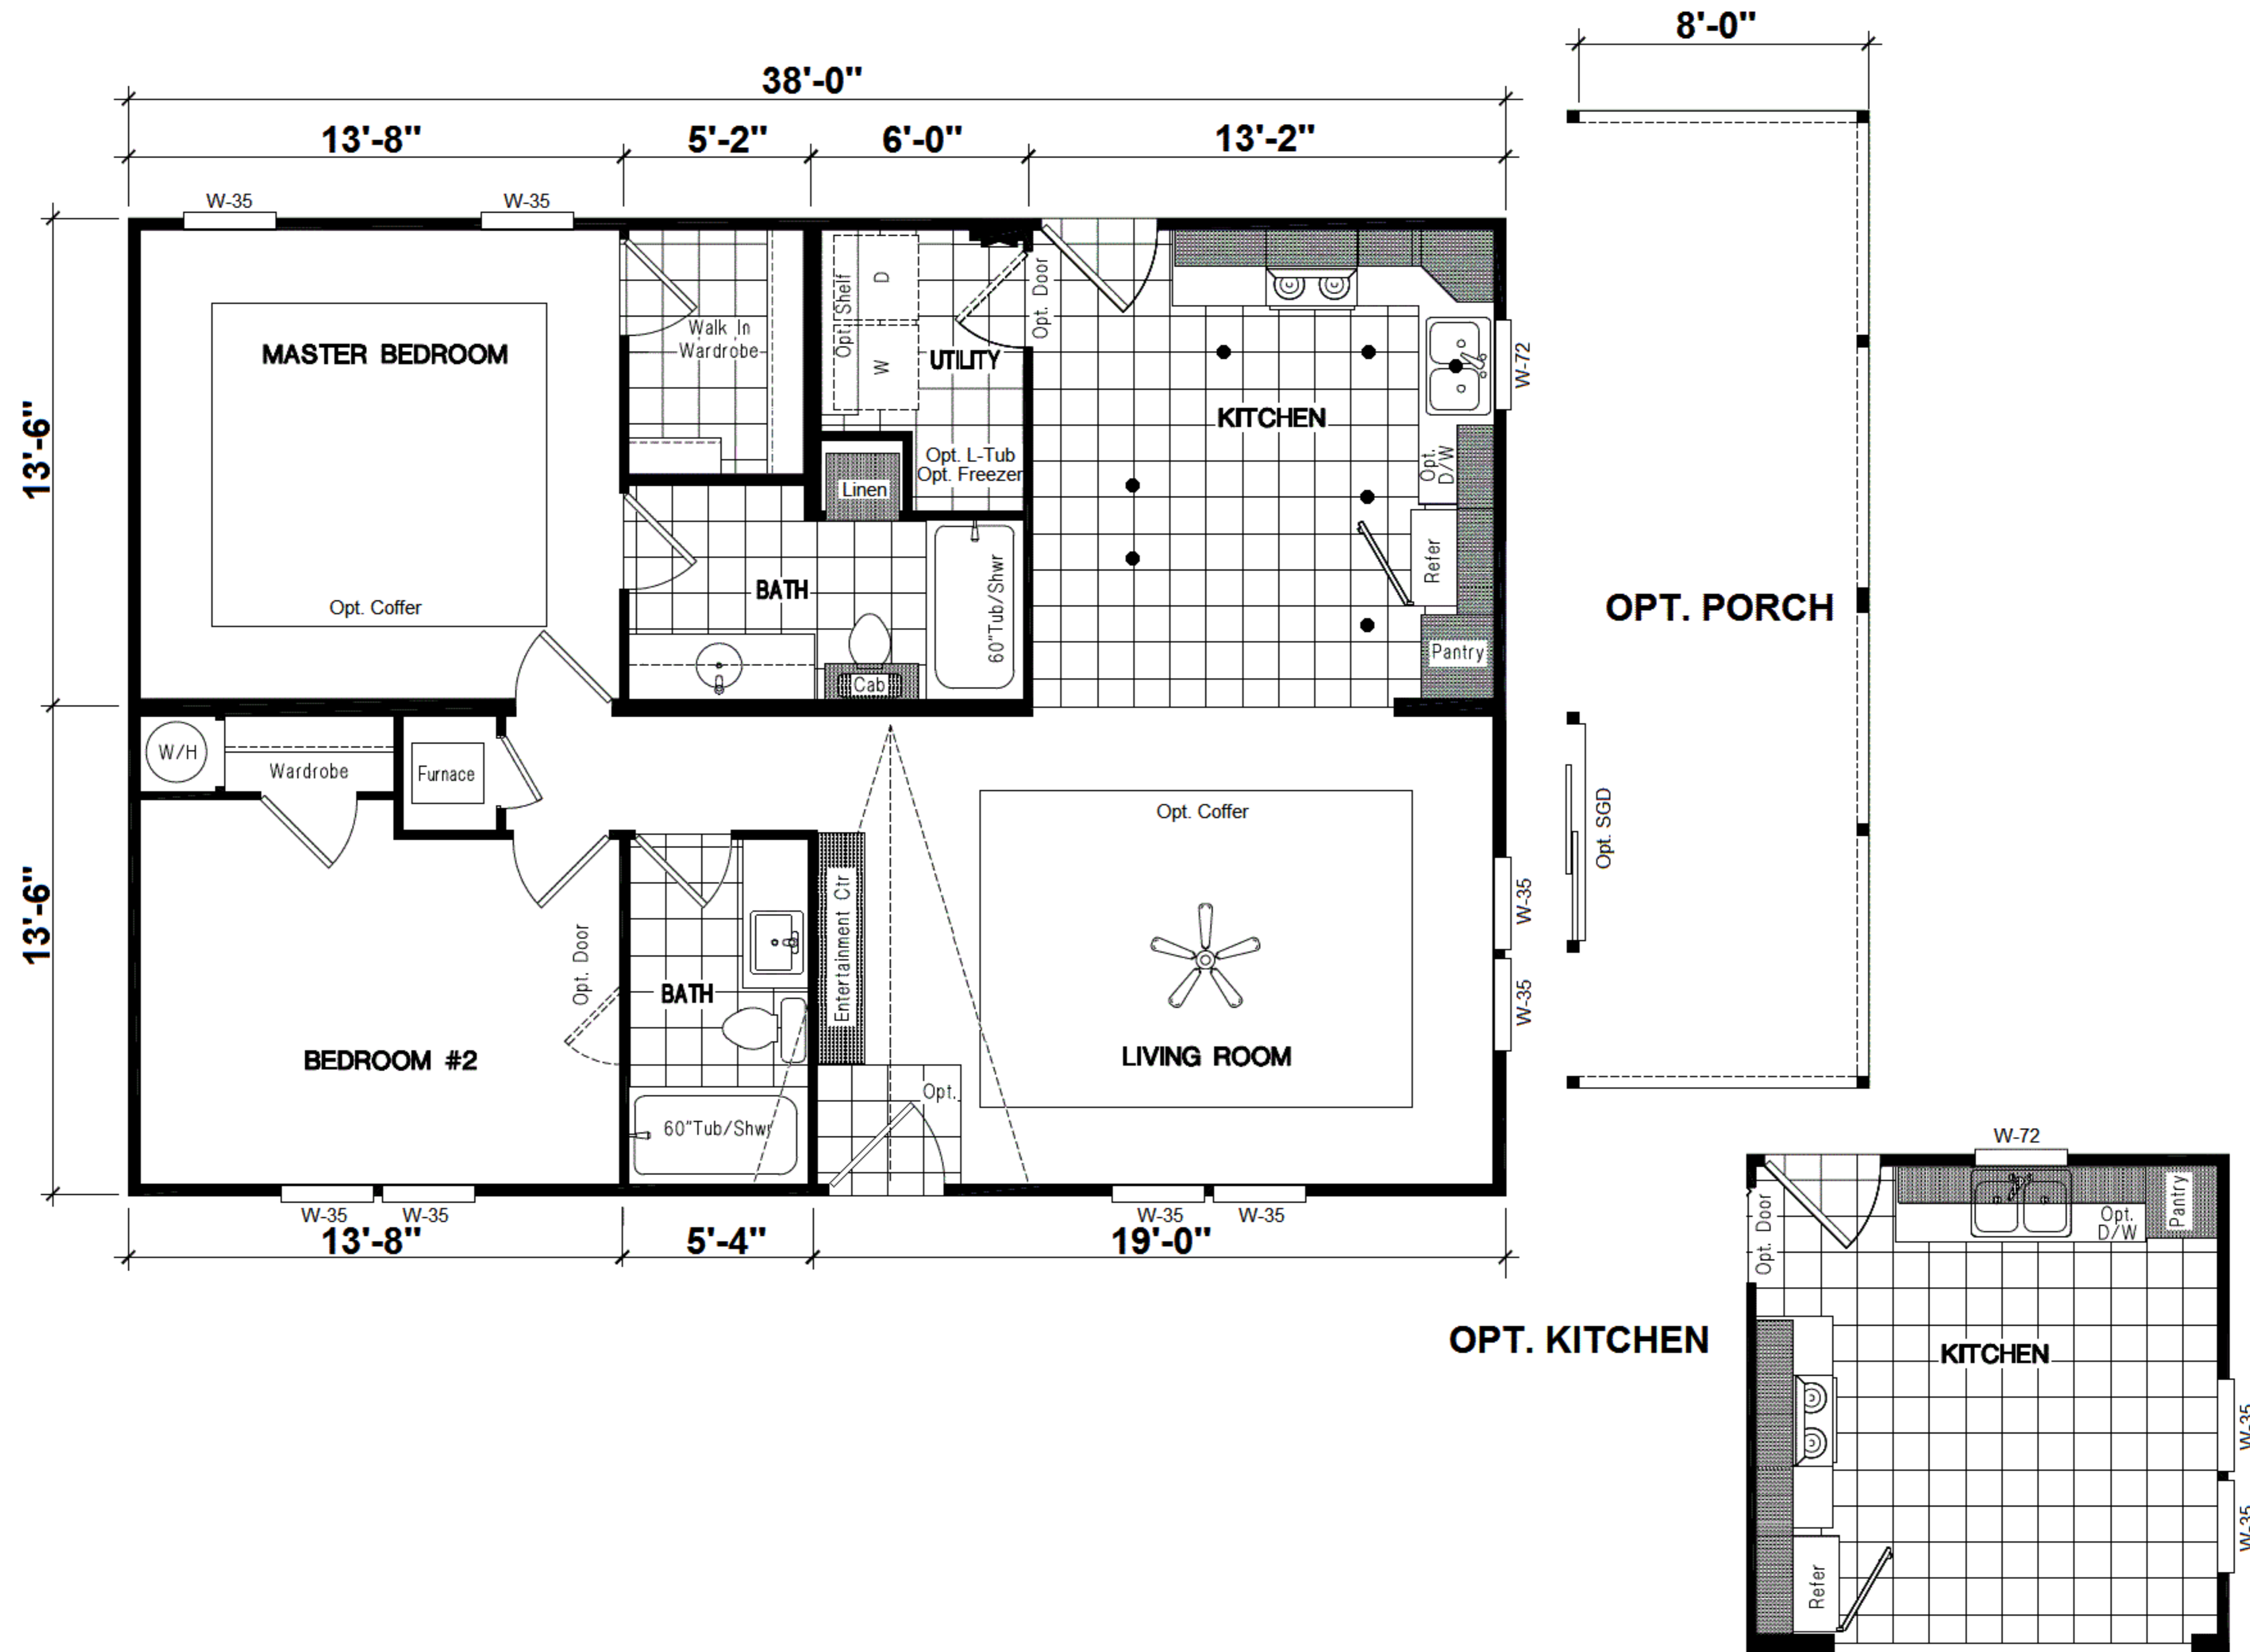 8'-0"
38'-0"
13'-8"
5'-2"
6'-0"
13'-2"
W-35
W-35
13'-6"
13'-6"
MASTER BEDROOM
Opt. Coffer
Walk In
Wardrobe
Opt. Shelf
D
W
UTILITY
Opt. Door
Opt. L-Tub
Opt. Freezer
Linen
KITCHEN
W-72
Opt.
D/W
Refer
Pantry
BATH
60"Tub/Shwr
Cab
OPT. PORCH
W/H
Wardrobe
Furnace
Opt. Coffer
Opt. SGD
Entertainment Ctr
Opt. Door
BATH
BEDROOM #2
LIVING ROOM
W-35
W-35
Opt.
60"Tub/Shwr
W-35
W-35
W-35
W-35
13'-8"
5'-4"
19'-0"
OPT. KITCHEN
W-72
Opt. Door
Opt.
D/W
Pantry
KITCHEN
W-35
W-35
Refer